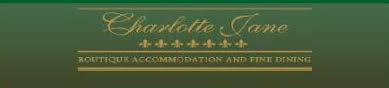 Charlotte Jane
BOUTIQUE ACCOMMODATION AND FINE DINING